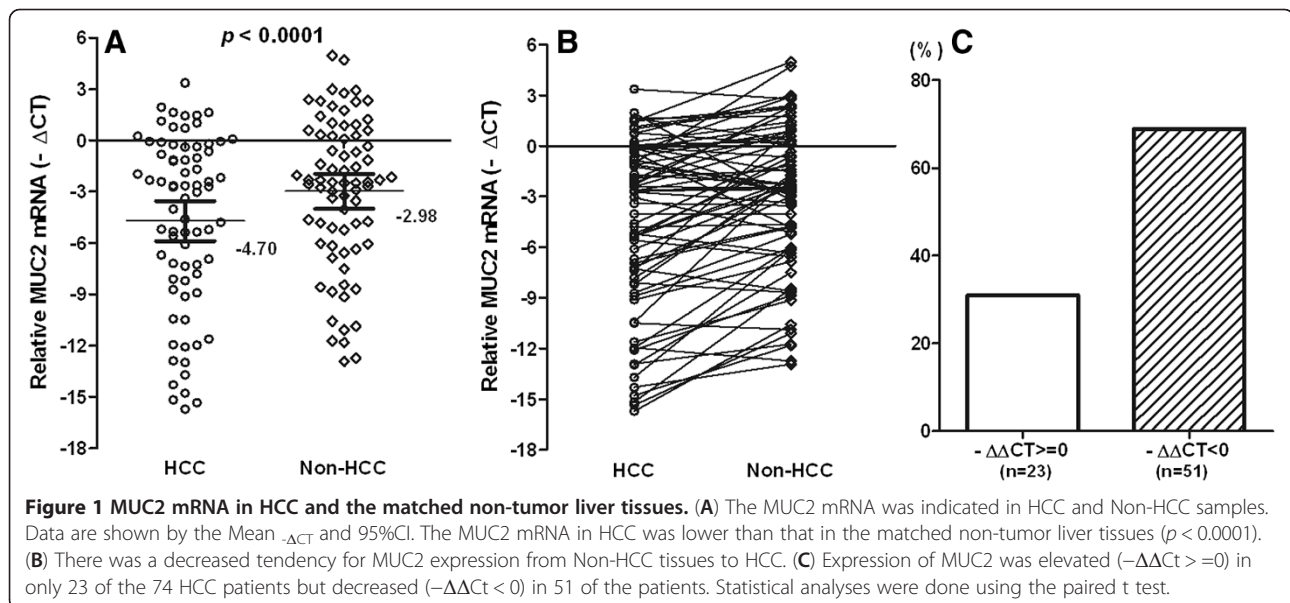 A
p < 0.0001
Relative MUC2 mRNA (- ΔCT)
6
3
0
-3
-6
-9
-12
-15
-18
-4.70
-2.98
HCC
Non-HCC
B
Relative MUC2 mRNA (- ΔCT)
6
3
0
-3
-6
-9
-12
-15
-18
HCC
Non-HCC
C
(%)
80
60
40
20
0
- ΔΔCT>=0
(n=23)
- ΔΔCT<0
(n=51)
Figure 1 MUC2 mRNA in HCC and the matched non-tumor liver tissues. (A) The MUC2 mRNA was indicated in HCC and Non-HCC samples.
Data are shown by the Mean -ΔCT and 95%CI. The MUC2 mRNA in HCC was lower than that in the matched non-tumor liver tissues (p < 0.0001).
(B) There was a decreased tendency for MUC2 expression from Non-HCC tissues to HCC. (C) Expression of MUC2 was elevated (−ΔΔCt > =0) in
only 23 of the 74 HCC patients but decreased (−ΔΔCt < 0) in 51 of the patients. Statistical analyses were done using the paired t test.